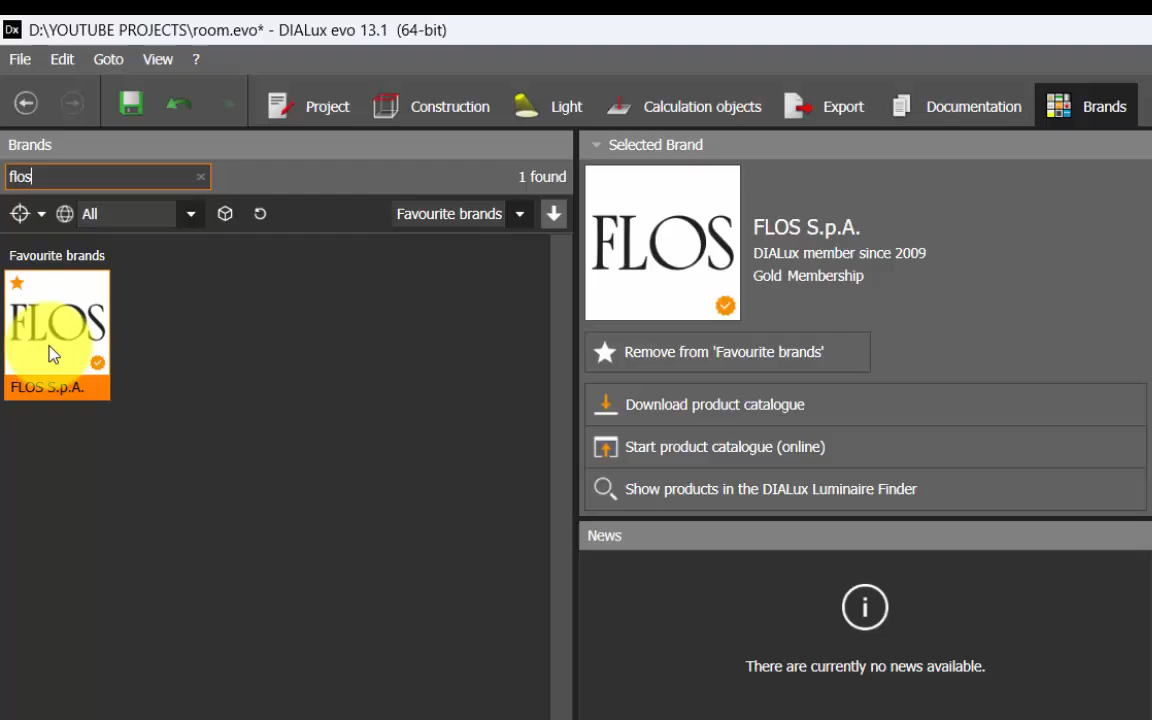 Dx D:\YOUTUBE PROJECTS\room.evo* - DIALux evo 13.1 (64-bit)
File Edit Goto View ?
Project Construction Light Calculation objects Export Documentation Brands
Brands
Selected Brand
flos × 1 found
All Favourite brands
Favourite brands
FLOS
FLOS S.p.A.
FLOS
FLOS S.p.A.
DIALux member since 2009
Gold Membership
Remove from 'Favourite brands'
Download product catalogue
Start product catalogue (online)
Show products in the DIALux Luminaire Finder
News
i
There are currently no news available.